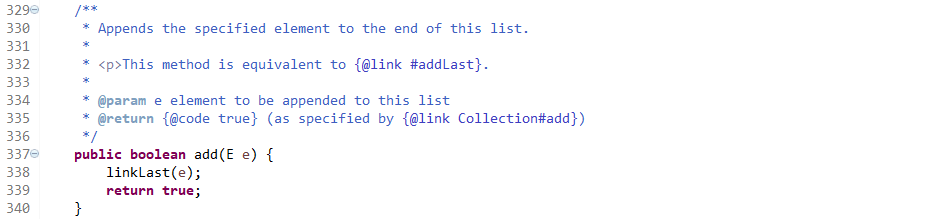 329 /**
330 * Appends the specified element to the end of this list.
331 *
332 * <p>This method is equivalent to {@link #addLast}.
333 *
334 * @param e element to be appended to this list
335 * @return {@code true} (as specified by {@link Collection#add})
336 */
337 public boolean add(E e) {
338 linkLast(e);
339 return true;
340 }